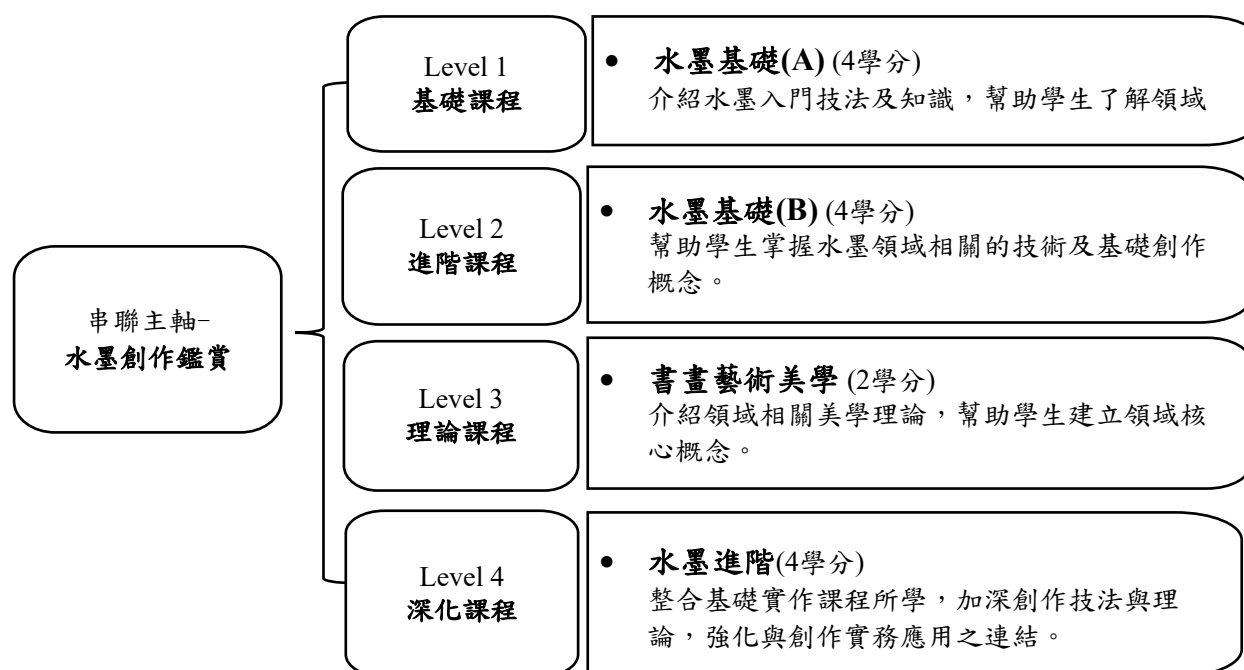 串聯主軸-
水墨創作鑑賞
Level 1
基礎課程
• 水墨基礎(A) (4學分)
介紹水墨入門技法及知識，幫助學生了解領域
Level 2
進階課程
• 水墨基礎(B) (4學分)
幫助學生掌握水墨領域相關的技術及基礎創作
概念。
Level 3
理論課程
• 書畫藝術美學 (2學分)
介紹領域相關美學理論，幫助學生建立領域核
心概念。
Level 4
深化課程
• 水墨進階(4學分)
整合基礎實作課程所學，加深創作技法與理
論，強化與創作實務應用之連結。